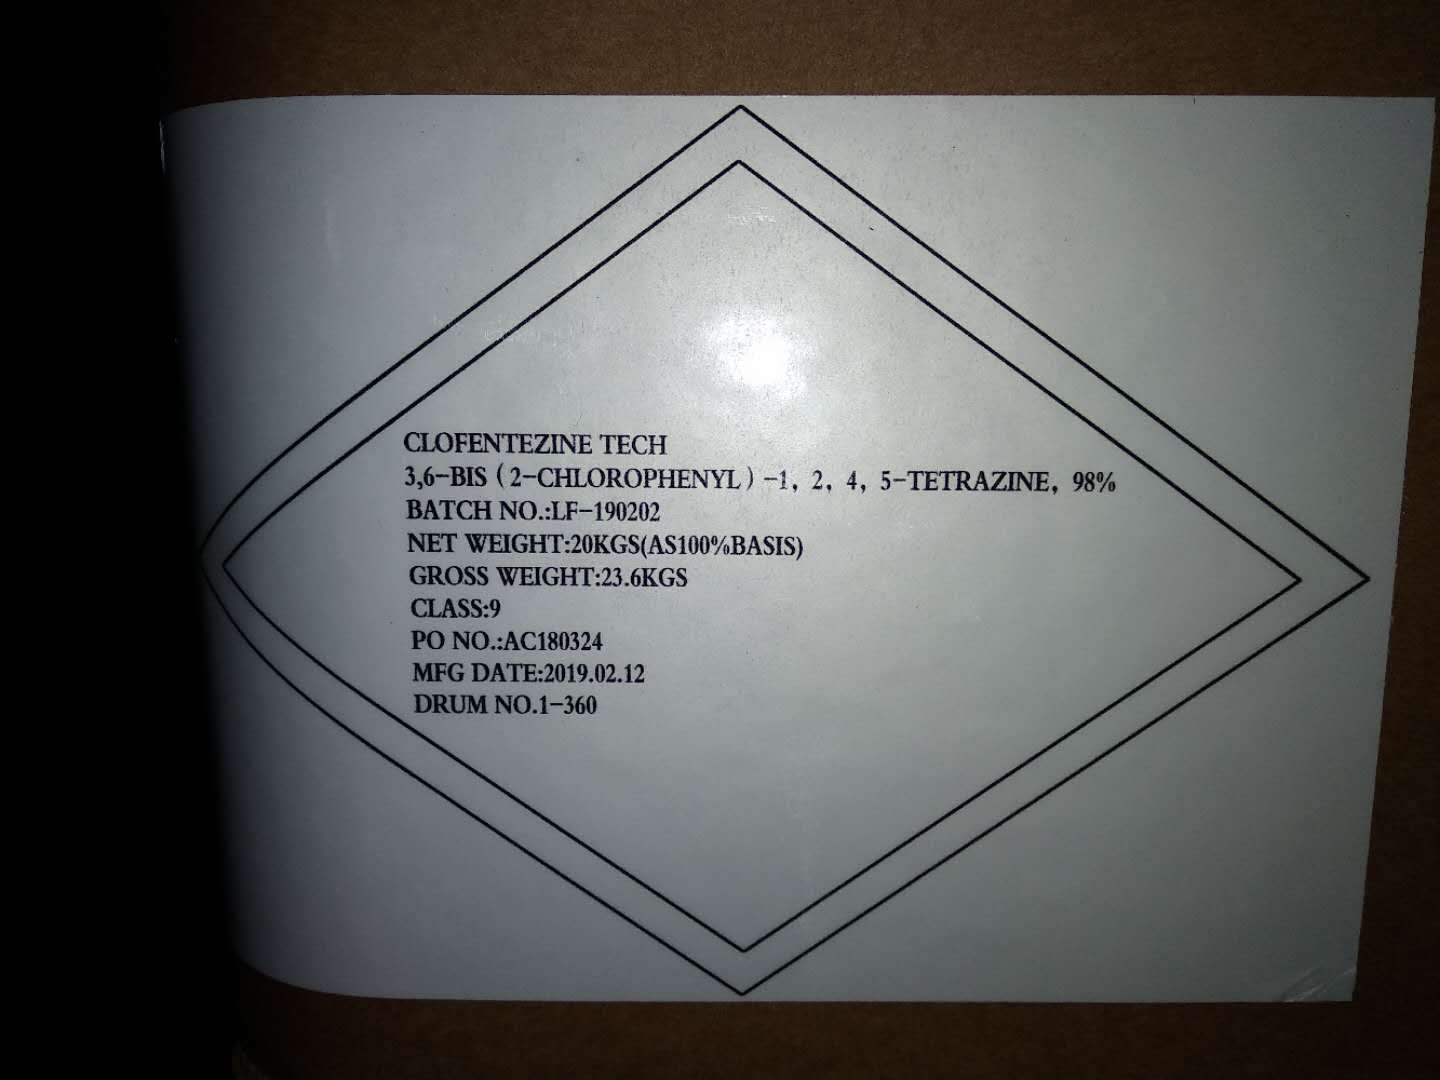 CLOFENTEZINE TECH
3,6-BIS（2-CHLOROPHENYL）-1，2，4，5-TETRAZINE，98%
BATCH NO.:LF-190202
NET WEIGHT:20KGS(AS100%BASIS)
GROSS WEIGHT:23.6KGS
CLASS:9
PO NO.:AC180324
MFG DATE:2019.02.12
DRUM NO.1-360